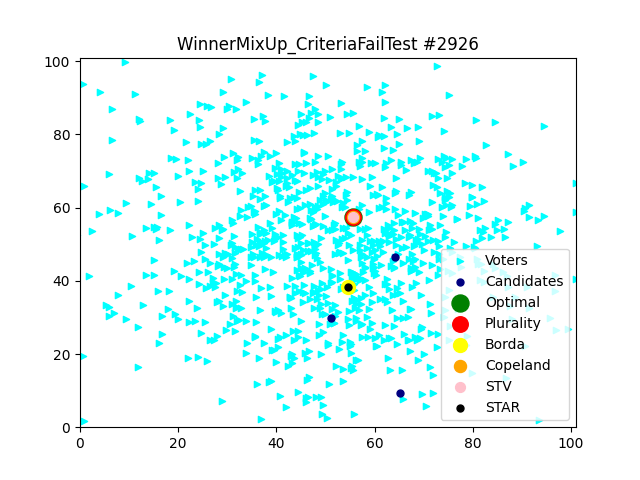 WinnerMixUp_CriteriaFailTest #2926
100
80
60
40
20
0
0
20
40
60
80
100
Voters
Candidates
Optimal
Plurality
Borda
Copeland
STV
STAR